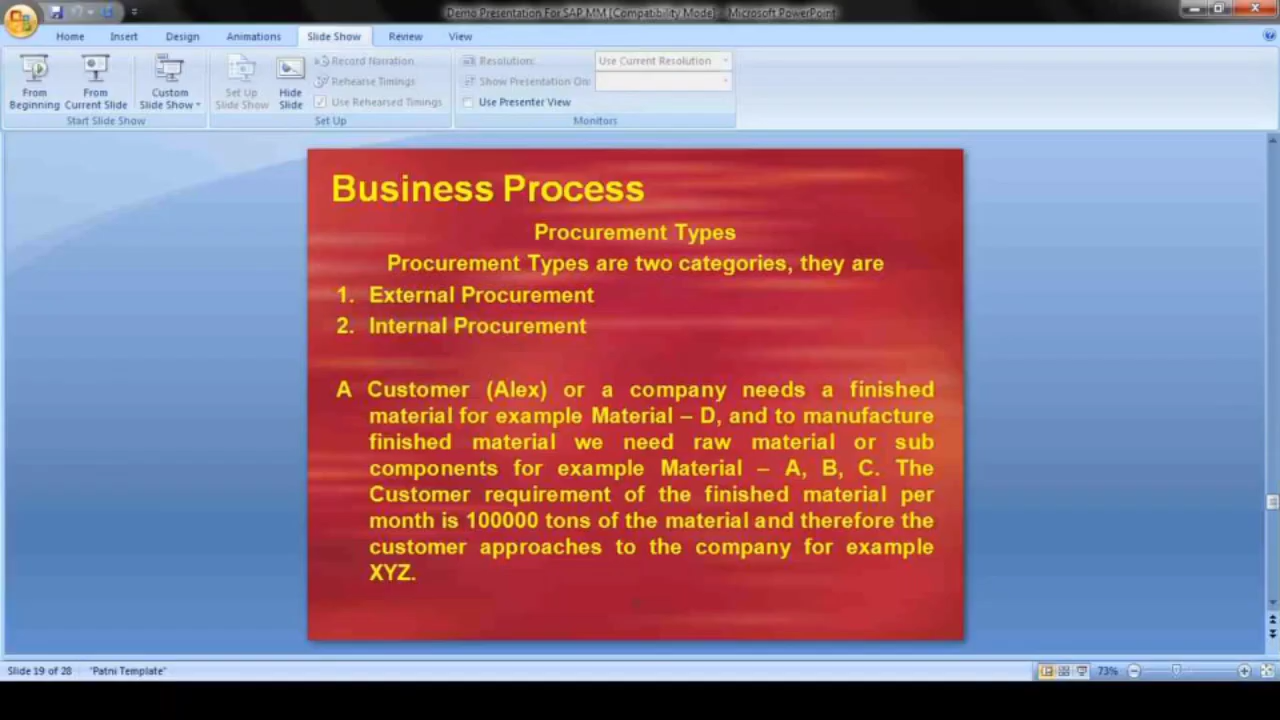 Demo Presentation For SAP MM [Compatibility Mode] - Microsoft PowerPoint
Home Insert Design Animations Slide Show Review View
From Beginning
From Current Slide
Custom Slide Show
Start Slide Show
Set Up Slide Show
Hide Slide
Record Narration
Rehearse Timings
Use Rehearsed Timings
Set Up
Resolution: Use Current Resolution
Show Presentation On:
Use Presenter View
Monitors
Business Process
Procurement Types
Procurement Types are two categories, they are
1. External Procurement
2. Internal Procurement
A Customer (Alex) or a company needs a finished
material for example Material – D, and to manufacture
finished material we need raw material or sub
components for example Material – A, B, C. The
Customer requirement of the finished material per
month is 100000 tons of the material and therefore the
customer approaches to the company for example
XYZ.
Slide 19 of 28 "Patni Template" 73%